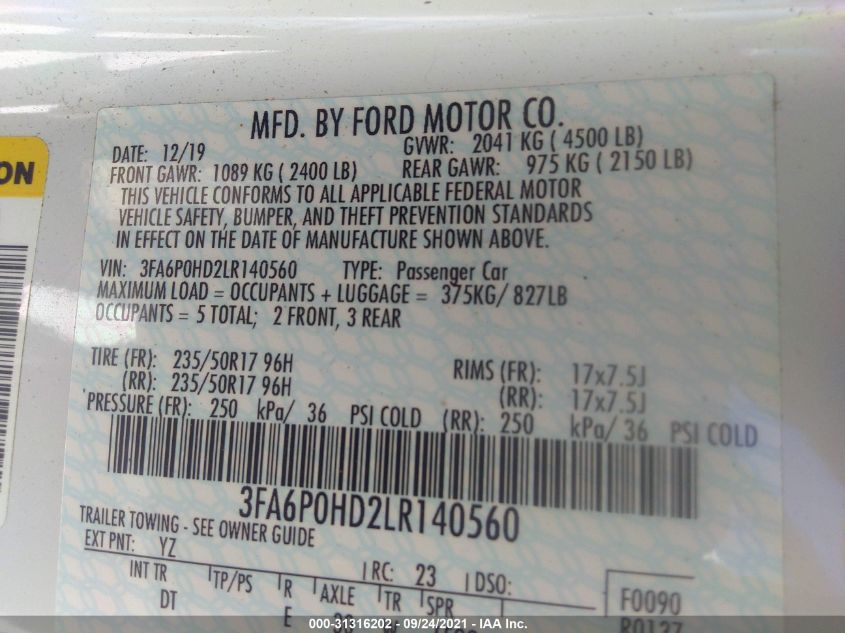 MFD. BY FORD MOTOR CO.
DATE: 12/19 GVWR: 2041 KG ( 4500 LB)
FRONT GAWR: 1089 KG ( 2400 LB) REAR GAWR: 975 KG ( 2150 LB)
THIS VEHICLE CONFORMS TO ALL APPLICABLE FEDERAL MOTOR
VEHICLE SAFETY, BUMPER, AND THEFT PREVENTION STANDARDS
IN EFFECT ON THE DATE OF MANUFACTURE SHOWN ABOVE.
ON
VIN: 3FA6P0HD2LR140560 TYPE: Passenger Car
MAXIMUM LOAD = OCCUPANTS + LUGGAGE = 375KG/ 827LB
OCCUPANTS = 5 TOTAL; 2 FRONT, 3 REAR
TIRE (FR): 235/50R17 96H RIMS (FR): 17x7.5J
(RR): 235/50R17 96H (RR): 17x7.5J
PRESSURE (FR): 250 kPa/ 36 PSI COLD (RR): 250 kPa/ 36 PSI COLD
3FA6P0HD2LR140560
TRAILER TOWING - SEE OWNER GUIDE
EXT PNT: YZ RC: 23 DSO:
INT TR TP/PS R AXLE TR SPR F0090
DT E
000-31316202 - 09/24/2021 - IAA Inc.